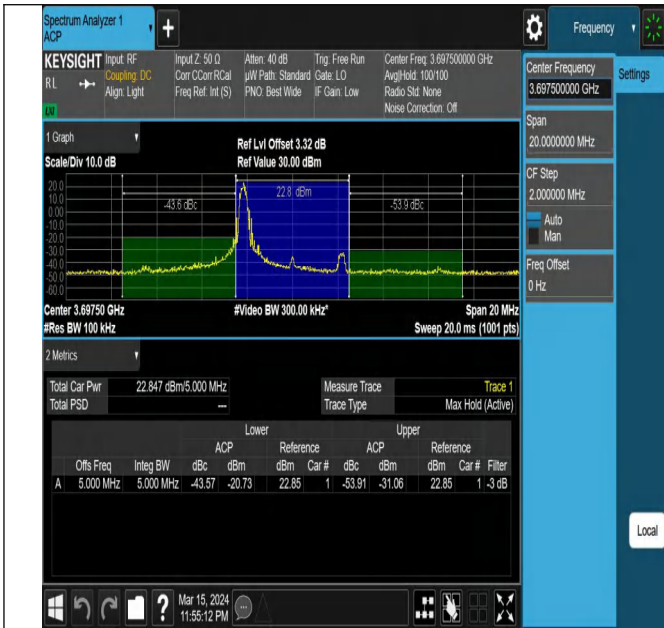 Spectrum Analyzer 1
ACP
Frequency
KEYSIGHT
RL
LXI
Input: RF
Coupling: DC
Align: Light
Input Z: 50 Ω
Corr CCorr RCal
Freq Ref: Int (S)
Atten: 40 dB
µW Path: Standard
PNO: Best Wide
Trig: Free Run
Gate: LO
IF Gain: Low
Center Freq: 3.697500000 GHz
Avg|Hold: 100/100
Radio Std: None
Noise Correction: Off
Center Frequency
3.697500000 GHz
Settings
Span
20.0000000 MHz
CF Step
2.000000 MHz
Auto
Man
Freq Offset
0 Hz
Local
1 Graph
Scale/Div 10.0 dB
Ref Lvl Offset 3.32 dB
Ref Value 30.00 dBm
20.0
10.0
0.00
-10.0
-20.0
-30.0
-40.0
-50.0
-60.0
-43.6 dBc
22.8 dBm
-53.9 dBc
Center 3.69750 GHz
#Video BW 300.00 kHz*
Span 20 MHz
#Res BW 100 kHz
Sweep 20.0 ms (1001 pts)
2 Metrics
Total Car Pwr 22.847 dBm/5.000 MHz
Total PSD ---
Measure Trace Trace 1
Trace Type Max Hold (Active)
Lower Upper
ACP Reference ACP Reference
Offs Freq Integ BW dBc dBm dBm Car # dBc dBm dBm Car # Filter
A 5.000 MHz 5.000 MHz -43.57 -20.73 22.85 1 -53.91 -31.06 22.85 1 -3 dB
?
Mar 15, 2024
11:55:12 PM